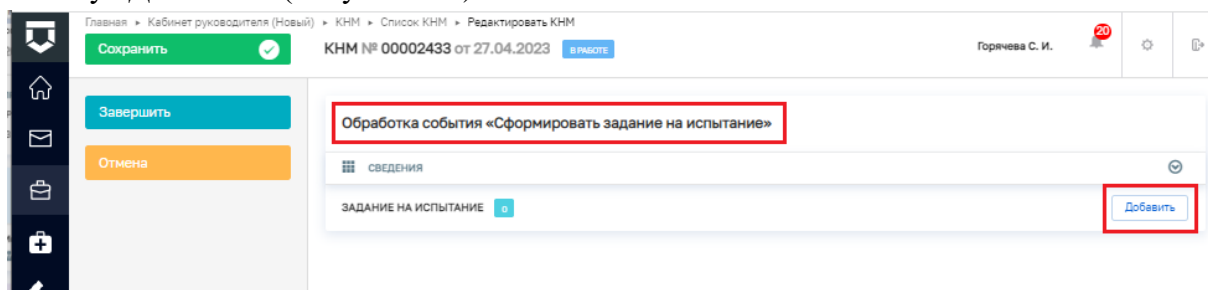 Главная ▸ Кабинет руководителя (Новый) ▸ КНМ ▸ Список КНМ ▸ Редактировать КНМ
Сохранить
КНМ № 00002433 от 27.04.2023 В РАБОТЕ
Горячева С. И.
20
Завершить
Отмена
Обработка события «Сформировать задание на испытание»
СВЕДЕНИЯ
ЗАДАНИЕ НА ИСПЫТАНИЕ 0
Добавить